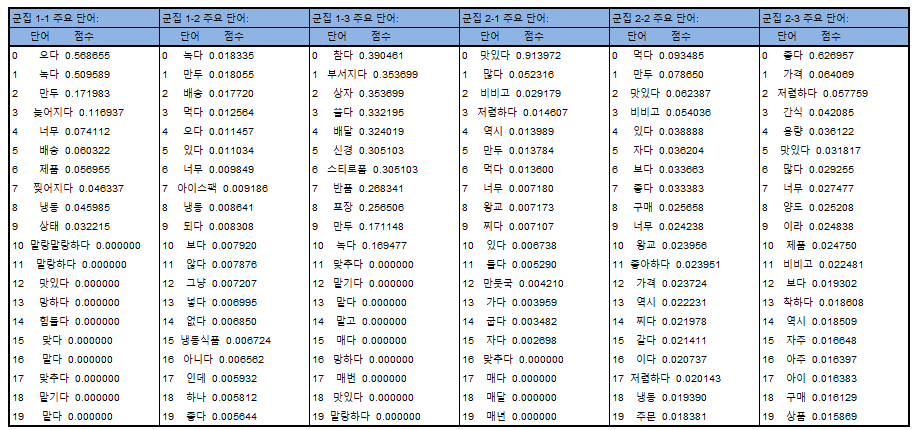 군집 1-1 주요 단어: 군집 1-2 주요 단어: 군집 1-3 주요 단어: 군집 2-1 주요 단어: 군집 2-2 주요 단어: 군집 2-3 주요 단어:
단어 점수 단어 점수 단어 점수 단어 점수 단어 점수 단어 점수
0 오다 0.568655 0 녹다 0.018335 0 참다 0.390461 0 맛있다 0.913972 0 먹다 0.093485 0 좋다 0.626957
1 녹다 0.509589 1 만두 0.018055 1 부서지다 0.353699 1 많다 0.052316 1 만두 0.078650 1 가격 0.064069
2 만두 0.171983 2 배송 0.017720 2 상자 0.353699 2 비비고 0.029179 2 맛있다 0.062387 2 저렴하다 0.057759
3 늦어지다 0.116937 3 먹다 0.012564 3 쓸다 0.332195 3 저렴하다 0.014607 3 비비고 0.054036 3 간식 0.042085
4 너무 0.074112 4 오다 0.011457 4 배달 0.324019 4 역시 0.013989 4 있다 0.038888 4 용량 0.036122
5 배송 0.060322 5 있다 0.011034 5 신경 0.305103 5 만두 0.013784 5 자다 0.036204 5 맛있다 0.031817
6 제품 0.056955 6 너무 0.009849 6 스티로폼 0.305103 6 먹다 0.013600 6 보다 0.033663 6 많다 0.029255
7 찢어지다 0.046337 7 아이스팩 0.009186 7 반품 0.268341 7 너무 0.007180 7 좋다 0.033383 7 너무 0.027477
8 냉동 0.045985 8 냉동 0.008641 8 포장 0.256506 8 왕교 0.007173 8 구매 0.025658 8 양도 0.025208
9 상태 0.032215 9 되다 0.008308 9 만두 0.171148 9 찌다 0.007107 9 너무 0.024238 9 이라 0.024838
10 말랑말랑하다 0.000000 10 보다 0.007920 10 녹다 0.169477 10 있다 0.006738 10 왕교 0.023956 10 제품 0.024750
11 말랑하다 0.000000 11 않다 0.007876 11 맞추다 0.000000 11 들다 0.005290 11 좋아하다 0.023951 11 비비고 0.022481
12 맛있다 0.000000 12 그냥 0.007207 12 맡기다 0.000000 12 만둣국 0.004210 12 가격 0.023724 12 보다 0.019302
13 망하다 0.000000 13 넣다 0.006995 13 맡다 0.000000 13 가다 0.003959 13 역시 0.022231 13 착하다 0.018608
14 힘들다 0.000000 14 없다 0.006850 14 말고 0.000000 14 굽다 0.003482 14 찌다 0.021978 14 역시 0.018509
15 맞다 0.000000 15 냉동식품 0.006724 15 매다 0.000000 15 자다 0.002698 15 같다 0.021411 15 자주 0.016648
16 맡다 0.000000 16 아니다 0.006562 16 망하다 0.000000 16 맞추다 0.000000 16 이다 0.020737 16 아주 0.016397
17 맞추다 0.000000 17 인데 0.005932 17 매번 0.000000 17 매다 0.000000 17 저렴하다 0.020143 17 아이 0.016383
18 맡기다 0.000000 18 하나 0.005812 18 맛있다 0.000000 18 매달 0.000000 18 냉동 0.019390 18 구매 0.016129
19 말다 0.000000 19 좋다 0.005644 19 말랑하다 0.000000 19 매년 0.000000 19 주문 0.018381 19 상품 0.015869